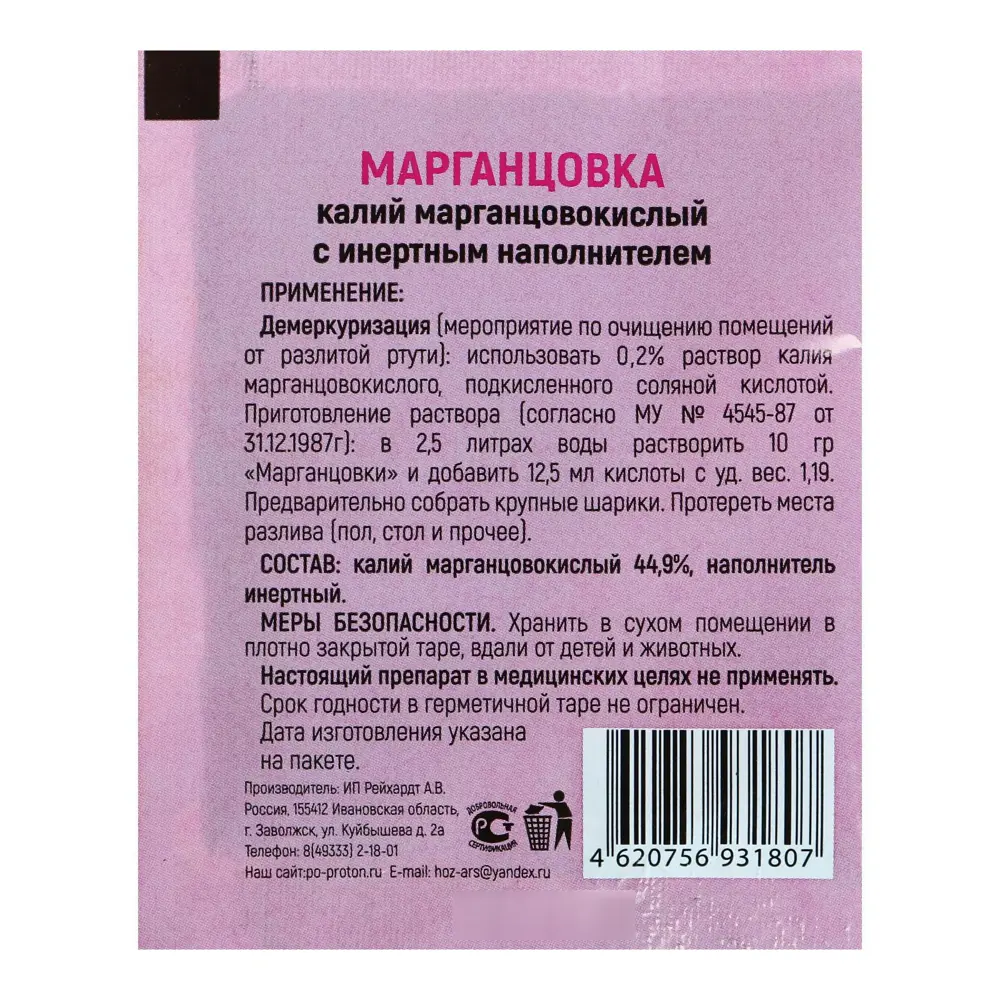 МАРГАНЦОВКА
калий марганцовокислый
с инертным наполнителем
ПРИМЕНЕНИЕ:
Демеркуризация (мероприятие по очищению помещений
от разлитой ртути): использовать 0,2% раствор калия
марганцовокислого, подкисленного соляной кислотой.
Приготовление раствора (согласно МУ № 4545-87 от
31.12.1987г): в 2,5 литрах воды растворить 10 гр
«Марганцовки» и добавить 12,5 мл кислоты с уд. вес. 1,19.
Предварительно собрать крупные шарики. Протереть места
разлива (пол, стол и прочее).
СОСТАВ: калий марганцовокислый 44,9%, наполнитель
инертный.
МЕРЫ БЕЗОПАСНОСТИ. Хранить в сухом помещении в
плотно закрытой таре, вдали от детей и животных.
Настоящий препарат в медицинских целях не применять.
Срок годности в герметичной таре не ограничен.
Дата изготовления указана
на пакете.
Производитель: ИП Рейхардт А.В.
Россия, 155412 Ивановская область,
г. Заволжск, ул. Куйбышева д. 2а
Телефон: 8(49333) 2-18-01
Наш сайт:po-proton.ru E-mail: hoz-ars@yandex.ru
ДОБРОВОЛЬНАЯ
РСТ
СЕРТИФИКАЦИЯ
4 620756 931807